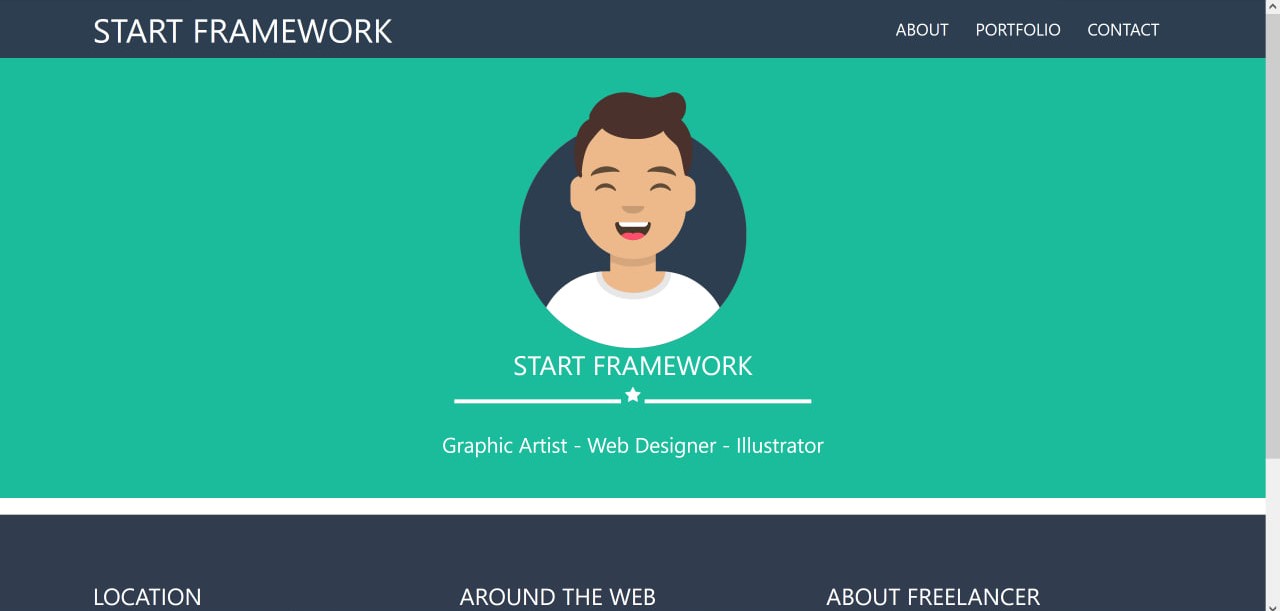 START FRAMEWORK ABOUT PORTFOLIO CONTACT
START FRAMEWORK
Graphic Artist - Web Designer - Illustrator
LOCATION AROUND THE WEB ABOUT FREELANCER